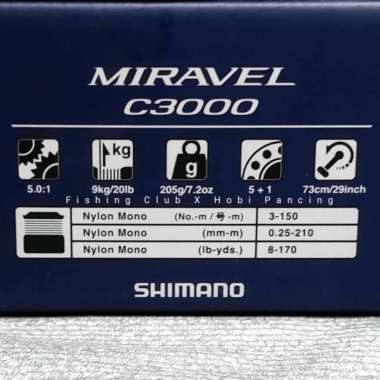 MIRAVEL
C3000
kg
g
5.0:1 9kg/20lb 205g/7.2oz 5 + 1 73cm/29inch
Fishing Club X Hobi Pancing
Nylon Mono (No.-m / 号-m) 3-150
Nylon Mono (mm-m) 0.25-210
Nylon Mono (lb-yds.) 8-170
SHIMANO